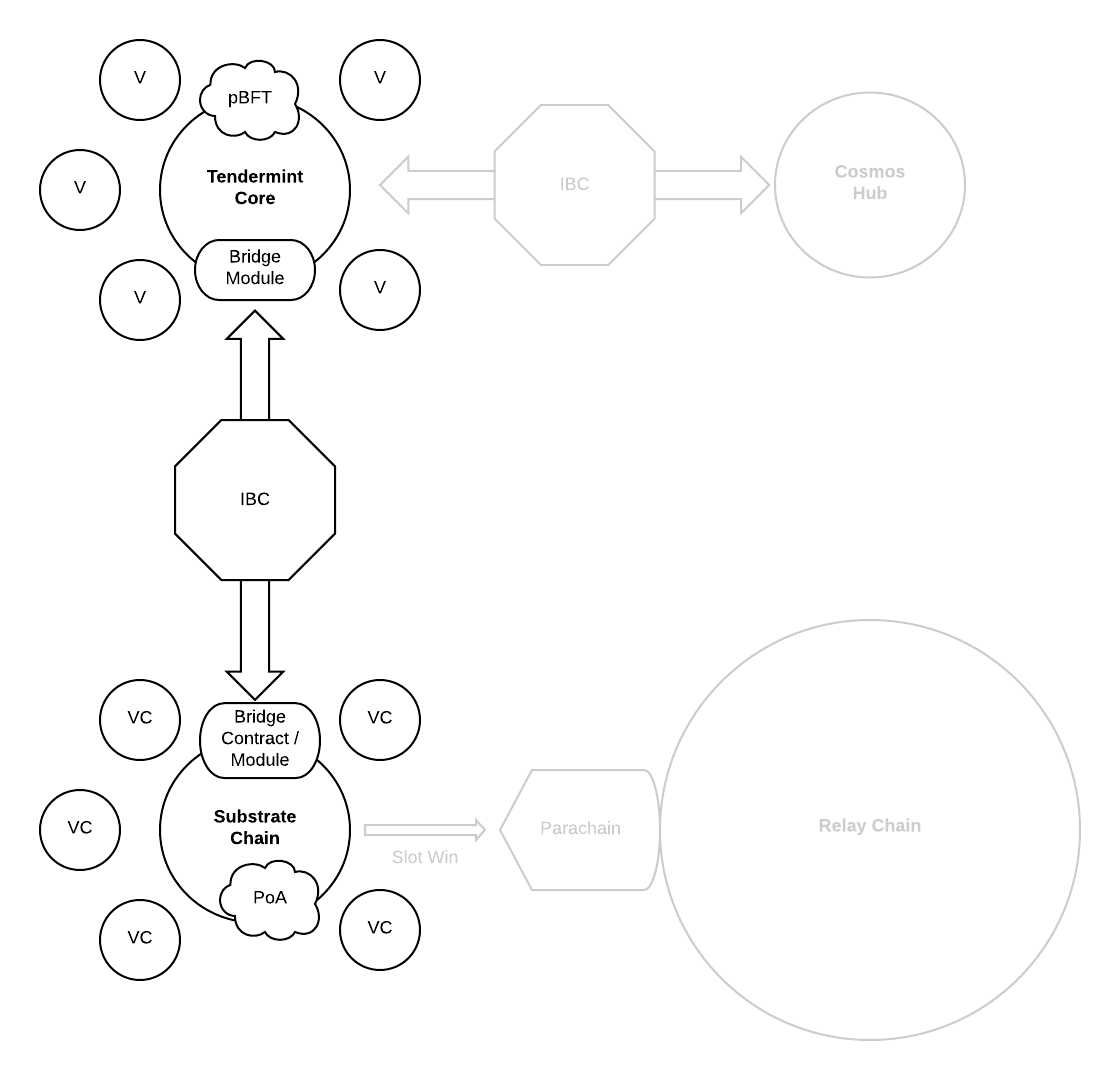 V
V
pBFT
Tendermint
Core
V
IBC
Cosmos
Hub
Bridge
Module
V
V
IBC
VC
Bridge
Contract /
Module
VC
VC
Substrate
Chain
Slot Win
Parachain
Relay Chain
PoA
VC
VC